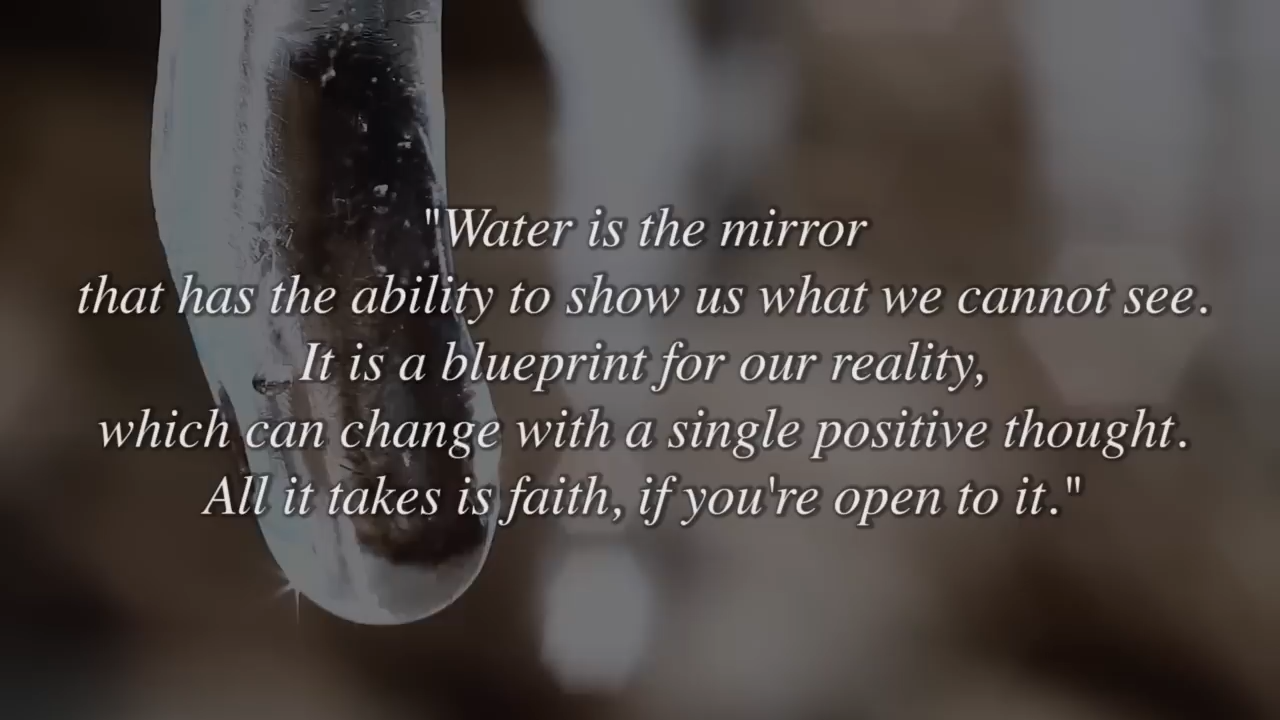 "Water is the mirror
that has the ability to show us what we cannot see.
It is a blueprint for our reality,
which can change with a single positive thought.
All it takes is faith, if you're open to it."